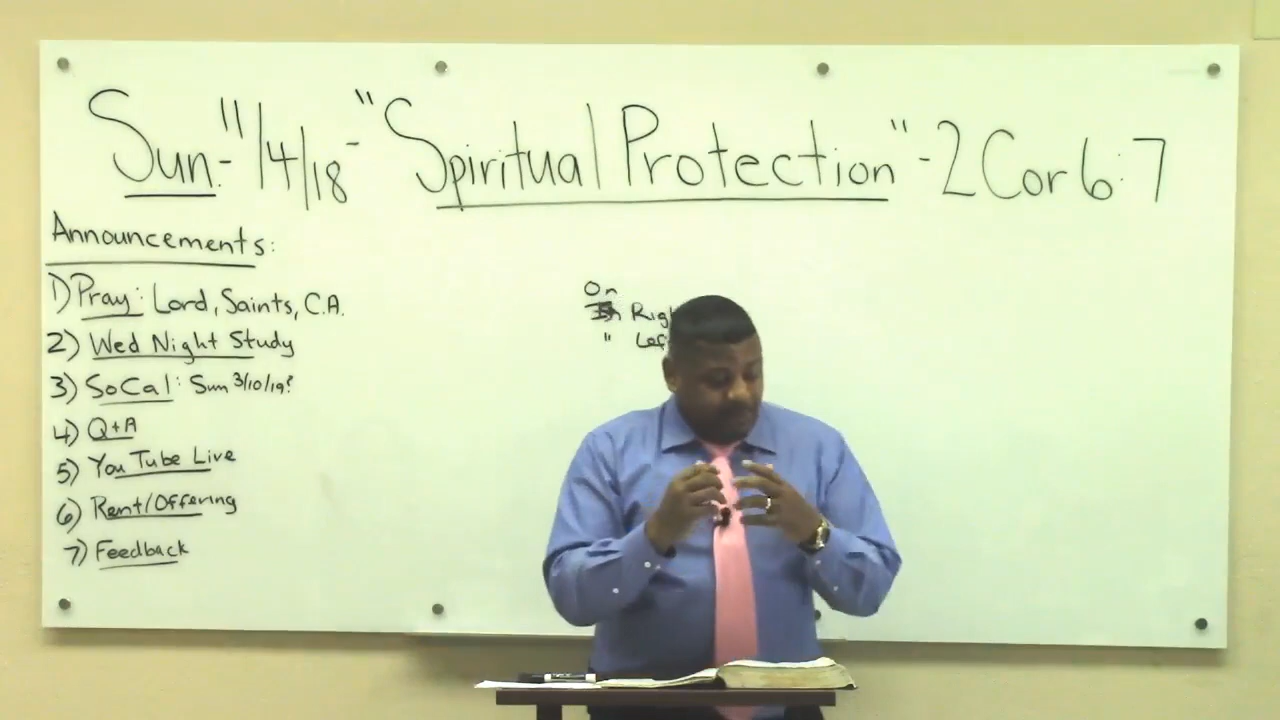 Sun.- 11/4/18 - "Spiritual Protection" - 2 Cor 6:7
Announcements:
1) Pray: Lord, Saints, C.A.
2) Wed Night Study
3) SoCal: Sun 3/10/19?
4) Q+A
5) YouTube Live
6) Rent/Offering
7) Feedback
On